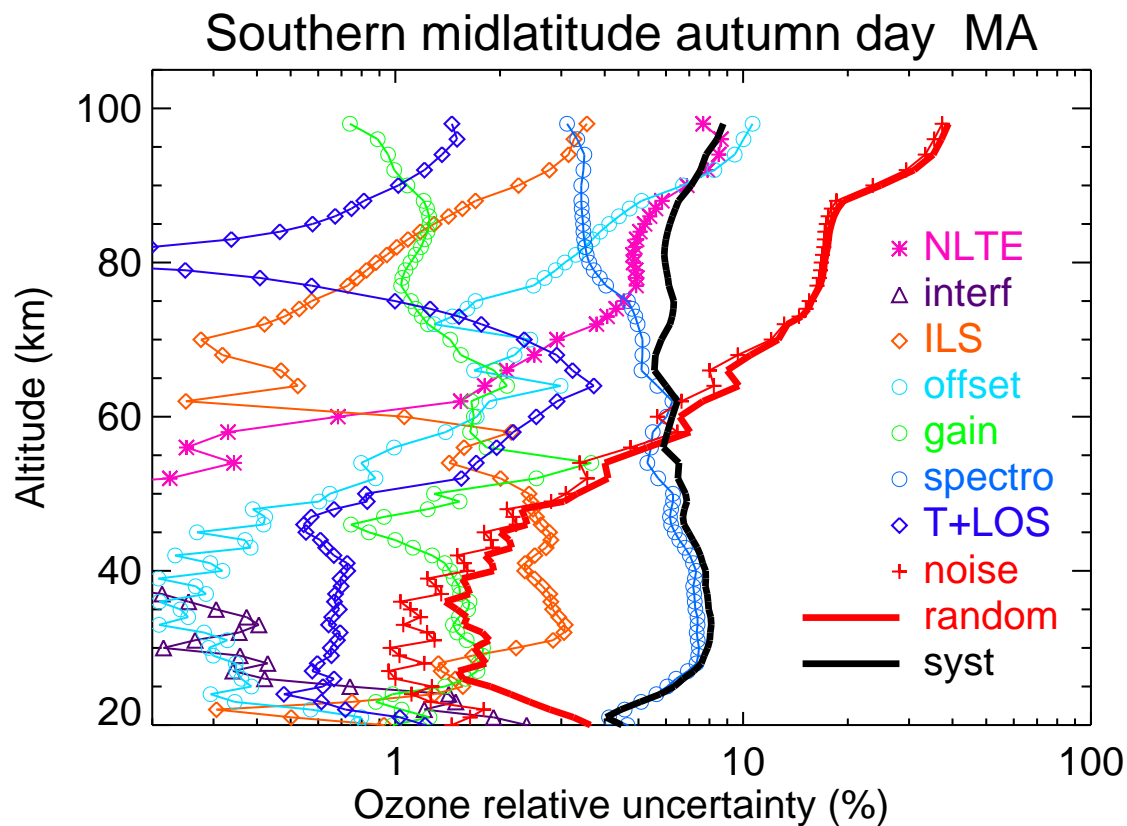 Southern midlatitude autumn day MA
100
80
60
40
20
Altitude (km)
NLTE
interf
ILS
offset
gain
spectro
T+LOS
noise
random
syst
1
10
100
Ozone relative uncertainty (%)